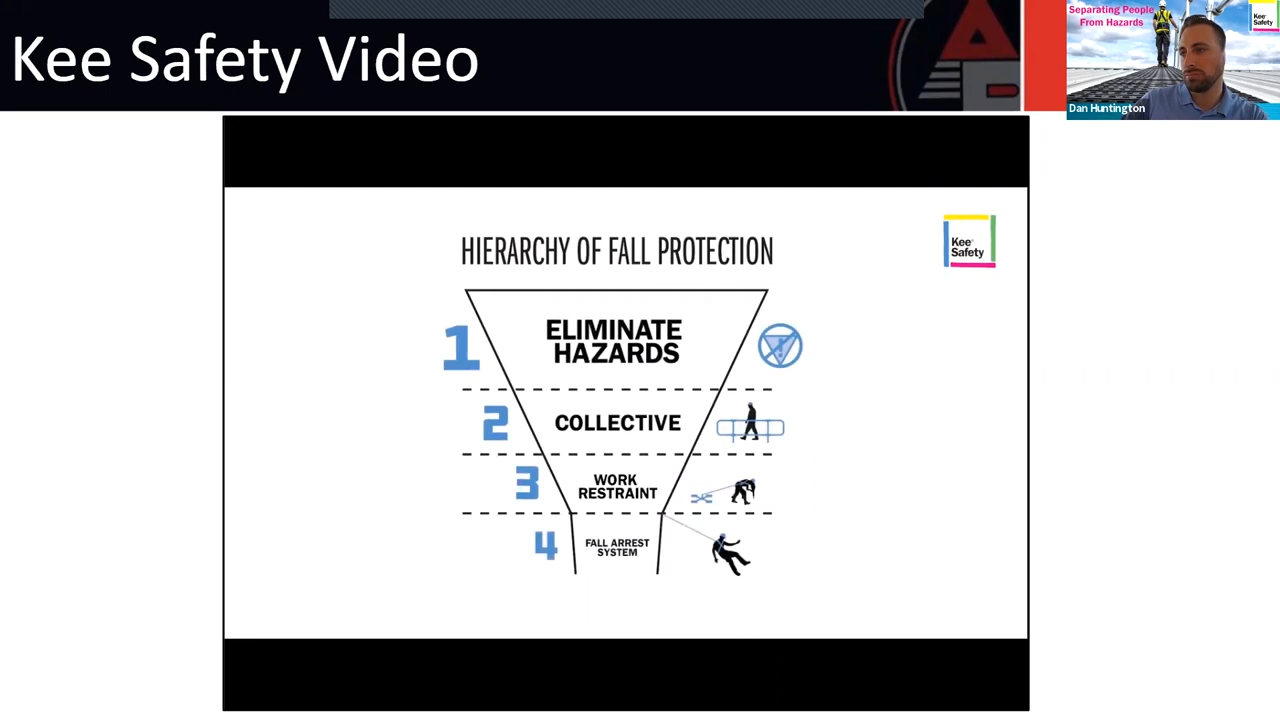 Kee Safety Video
Separating People
From Hazards
Kee
Safety
Dan Huntington
HIERARCHY OF FALL PROTECTION
Kee
Safety
1
ELIMINATE
HAZARDS
2
COLLECTIVE
3
WORK
RESTRAINT
4
FALL ARREST
SYSTEM